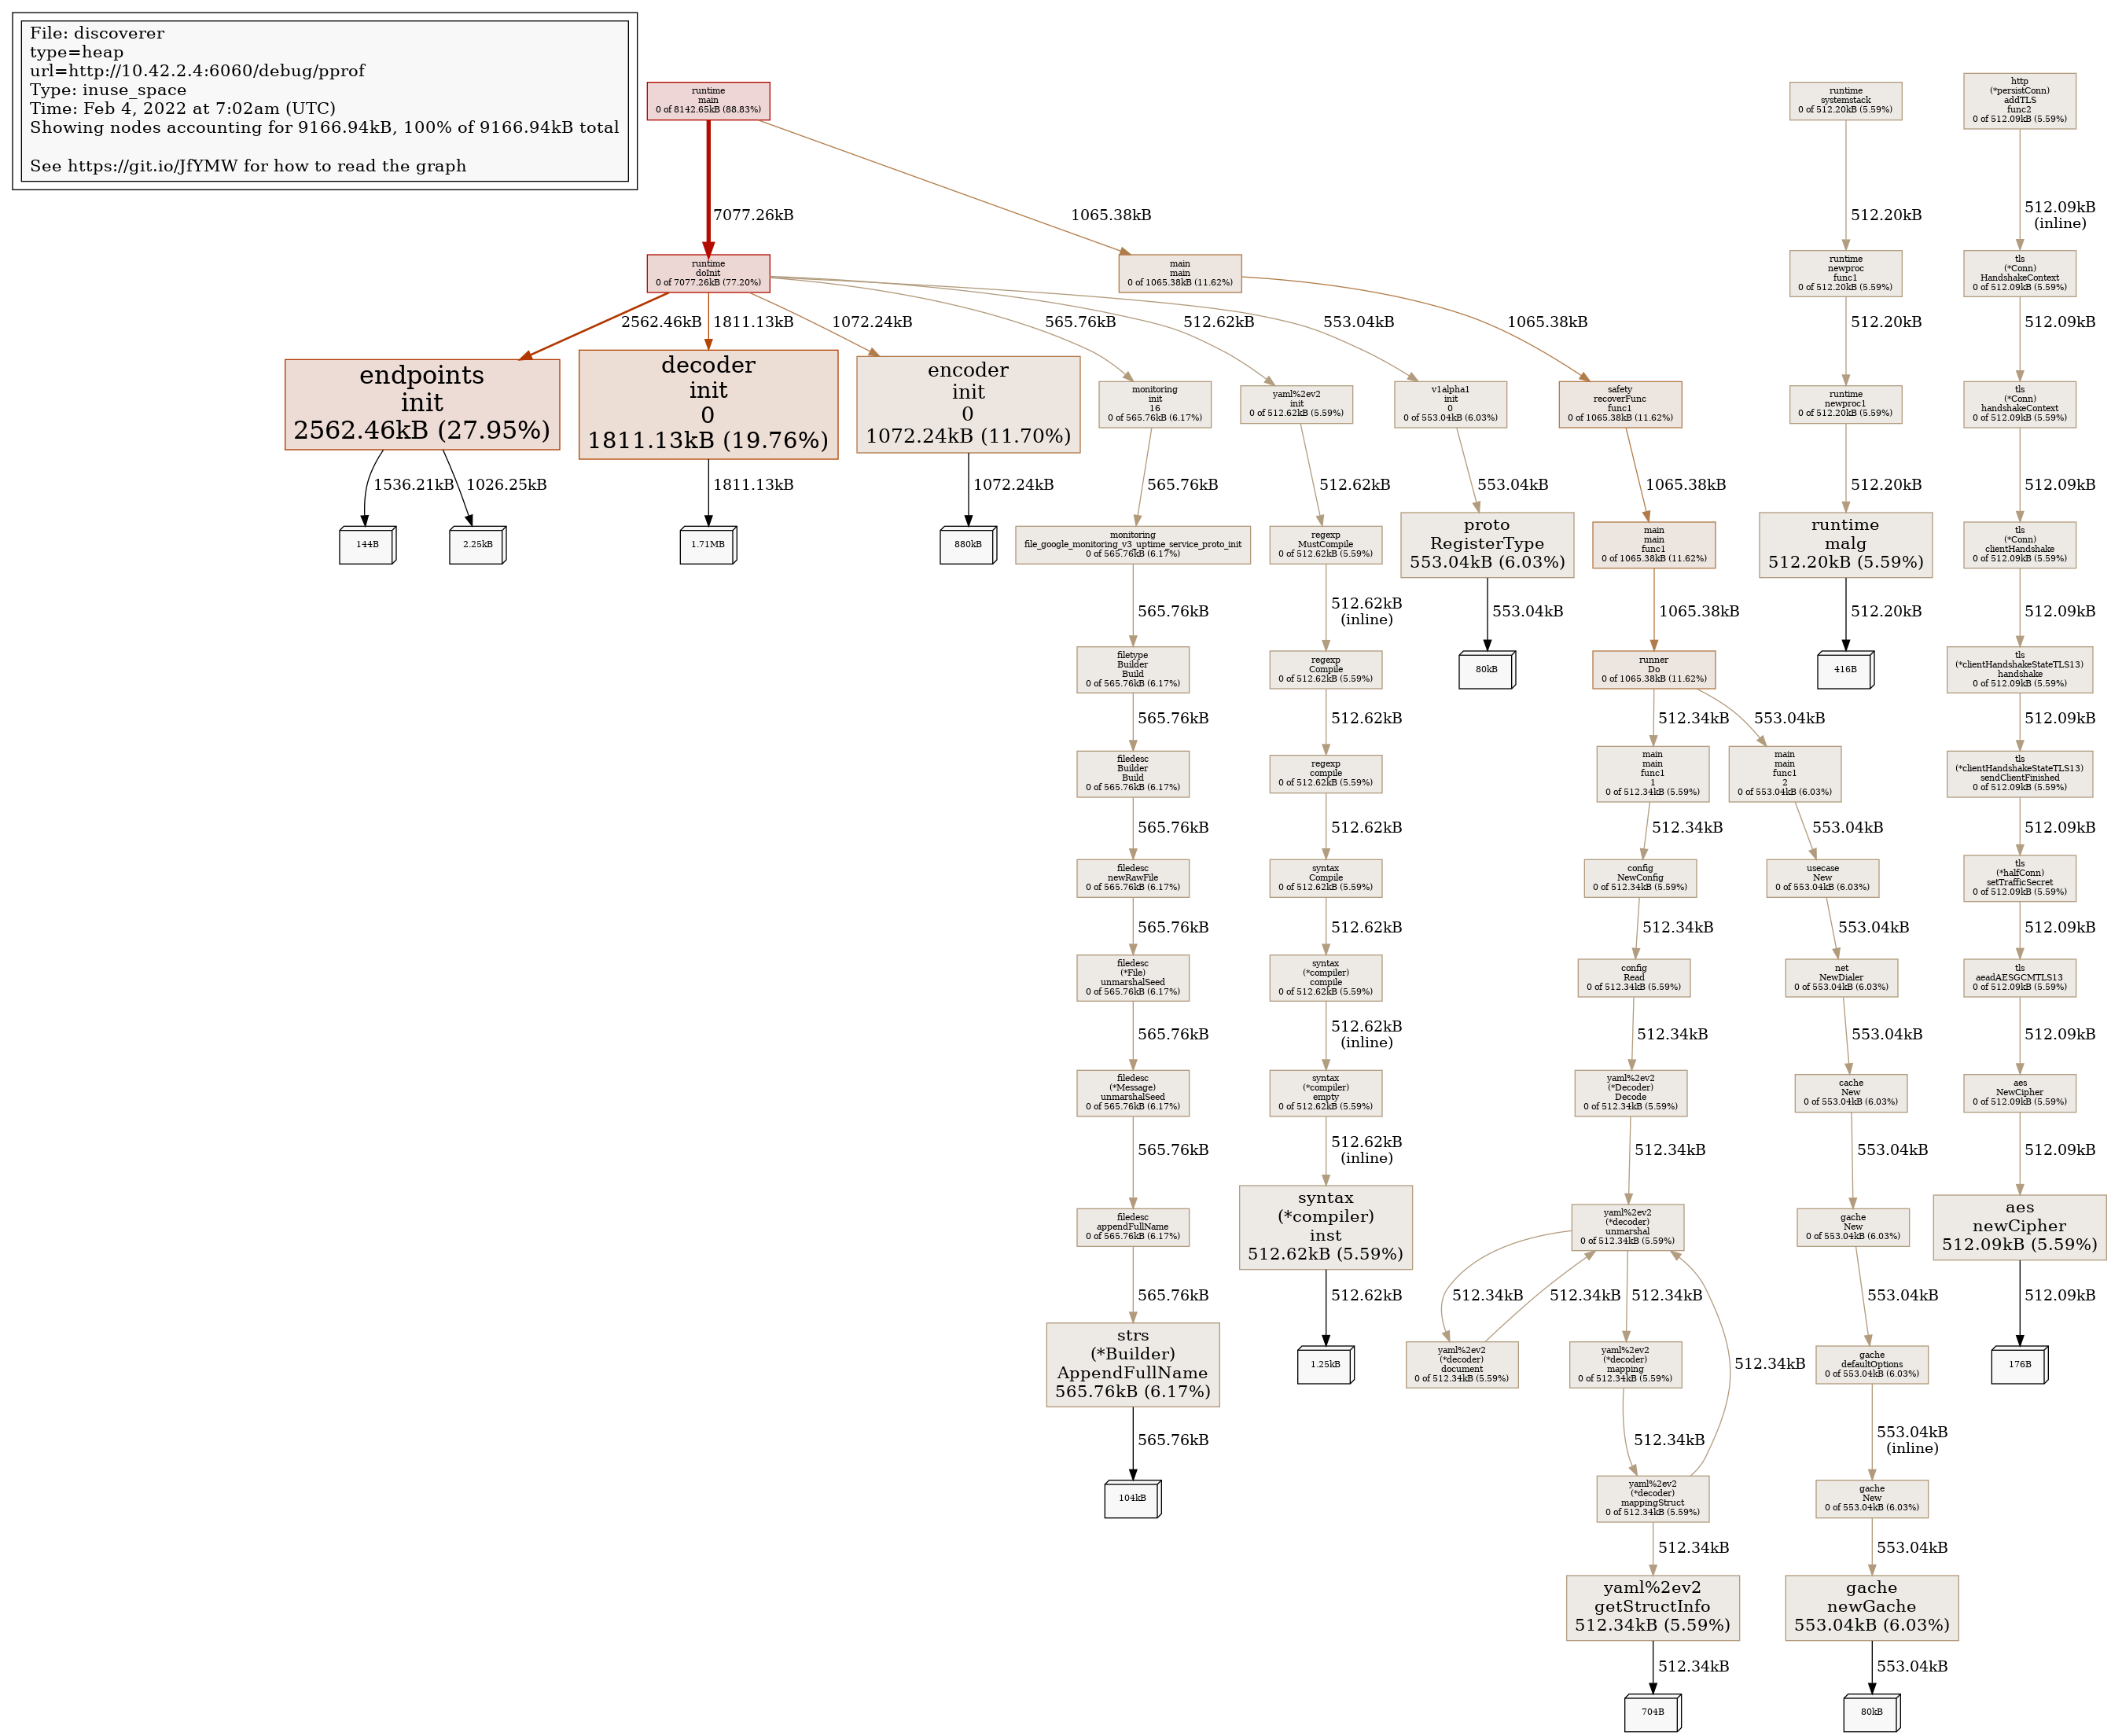 File: discoverer
type=heap
url=http://10.42.2.4:6060/debug/pprof
Type: inuse_space
Time: Feb 4, 2022 at 7:02am (UTC)
Showing nodes accounting for 9166.94kB, 100% of 9166.94kB total
See https://git.io/JfYMW for how to read the graph
runtime
main
0 of 8142.65kB (88.83%)
runtime
systemstack
0 of 512.20kB (5.59%)
http
(*persistConn)
addTLS
func2
0 of 512.09kB (5.59%)
7077.26kB
1065.38kB
512.20kB
512.09kB
(inline)
runtime
doInit
0 of 7077.26kB (77.20%)
main
main
0 of 1065.38kB (11.62%)
runtime
newproc
func1
0 of 512.20kB (5.59%)
tls
(*Conn)
HandshakeContext
0 of 512.09kB (5.59%)
2562.46kB
1811.13kB
1072.24kB
565.76kB
512.62kB
553.04kB
1065.38kB
512.20kB
512.09kB
endpoints
init
2562.46kB (27.95%)
decoder
init
0
1811.13kB (19.76%)
encoder
init
0
1072.24kB (11.70%)
monitoring
init
16
0 of 565.76kB (6.17%)
yaml%2ev2
init
0 of 512.62kB (5.59%)
v1alpha1
init
0
0 of 553.04kB (6.03%)
safety
recoverFunc
func1
0 of 1065.38kB (11.62%)
runtime
newproc1
0 of 512.20kB (5.59%)
tls
(*Conn)
handshakeContext
0 of 512.09kB (5.59%)
1536.21kB
1026.25kB
1811.13kB
1072.24kB
565.76kB
512.62kB
553.04kB
1065.38kB
512.20kB
512.09kB
144B
2.25kB
1.71MB
880kB
monitoring
file_google_monitoring_v3_uptime_service_proto_init
0 of 565.76kB (6.17%)
regexp
MustCompile
0 of 512.62kB (5.59%)
proto
RegisterType
553.04kB (6.03%)
main
main
func1
0 of 1065.38kB (11.62%)
runtime
malg
512.20kB (5.59%)
tls
(*Conn)
clientHandshake
0 of 512.09kB (5.59%)
565.76kB
512.62kB
(inline)
553.04kB
1065.38kB
512.20kB
512.09kB
filetype
Builder
Build
0 of 565.76kB (6.17%)
regexp
Compile
0 of 512.62kB (5.59%)
80kB
runner
Do
0 of 1065.38kB (11.62%)
416B
tls
(*clientHandshakeStateTLS13)
handshake
0 of 512.09kB (5.59%)
565.76kB
512.62kB
512.34kB
553.04kB
512.09kB
filedesc
Builder
Build
0 of 565.76kB (6.17%)
regexp
compile
0 of 512.62kB (5.59%)
main
main
func1
1
0 of 512.34kB (5.59%)
main
main
func1
2
0 of 553.04kB (6.03%)
tls
(*clientHandshakeStateTLS13)
sendClientFinished
0 of 512.09kB (5.59%)
565.76kB
512.62kB
512.34kB
553.04kB
512.09kB
filedesc
newRawFile
0 of 565.76kB (6.17%)
syntax
Compile
0 of 512.62kB (5.59%)
config
NewConfig
0 of 512.34kB (5.59%)
usecase
New
0 of 553.04kB (6.03%)
tls
(*halfConn)
setTrafficSecret
0 of 512.09kB (5.59%)
565.76kB
512.62kB
512.34kB
553.04kB
512.09kB
filedesc
(*File)
unmarshalSeed
0 of 565.76kB (6.17%)
syntax
(*compiler)
compile
0 of 512.62kB (5.59%)
config
Read
0 of 512.34kB (5.59%)
net
NewDialer
0 of 553.04kB (6.03%)
tls
aeadAESGCMTLS13
0 of 512.09kB (5.59%)
565.76kB
512.62kB
(inline)
512.34kB
553.04kB
512.09kB
filedesc
(*Message)
unmarshalSeed
0 of 565.76kB (6.17%)
syntax
(*compiler)
empty
0 of 512.62kB (5.59%)
yaml%2ev2
(*Decoder)
Decode
0 of 512.34kB (5.59%)
cache
New
0 of 553.04kB (6.03%)
aes
NewCipher
0 of 512.09kB (5.59%)
565.76kB
512.62kB
(inline)
512.34kB
553.04kB
512.09kB
filedesc
appendFullName
0 of 565.76kB (6.17%)
syntax
(*compiler)
inst
512.62kB (5.59%)
yaml%2ev2
(*decoder)
unmarshal
0 of 512.34kB (5.59%)
gache
New
0 of 553.04kB (6.03%)
aes
newCipher
512.09kB (5.59%)
565.76kB
512.62kB
512.34kB
512.34kB
512.34kB
553.04kB
512.09kB
strs
(*Builder)
AppendFullName
565.76kB (6.17%)
1.25kB
yaml%2ev2
(*decoder)
document
0 of 512.34kB (5.59%)
yaml%2ev2
(*decoder)
mapping
0 of 512.34kB (5.59%)
512.34kB
gache
defaultOptions
0 of 553.04kB (6.03%)
176B
565.76kB
512.34kB
553.04kB
(inline)
104kB
yaml%2ev2
(*decoder)
mappingStruct
0 of 512.34kB (5.59%)
gache
New
0 of 553.04kB (6.03%)
512.34kB
553.04kB
yaml%2ev2
getStructInfo
512.34kB (5.59%)
gache
newGache
553.04kB (6.03%)
512.34kB
553.04kB
704B
80kB